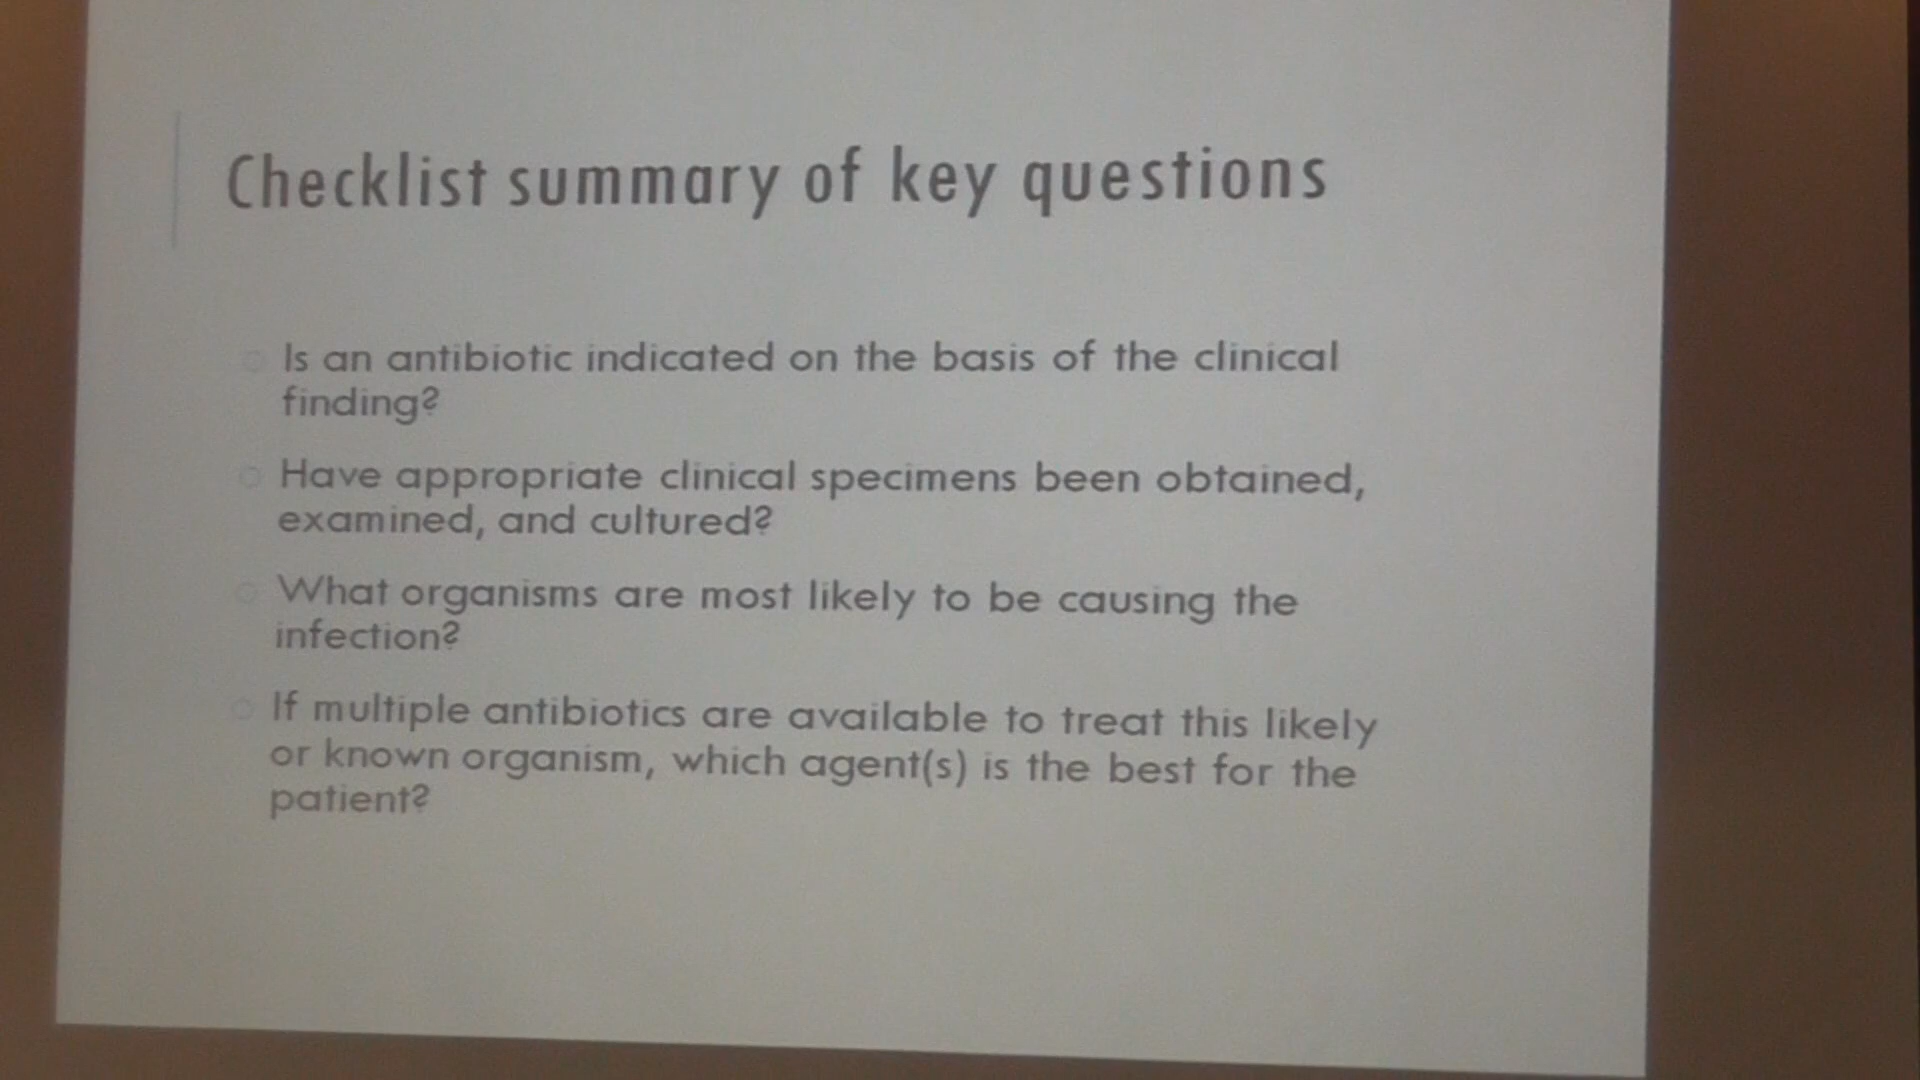 Checklist summary of key questions
Is an antibiotic indicated on the basis of the clinical
finding?
Have appropriate clinical specimens been obtained,
examined, and cultured?
What organisms are most likely to be causing the
infection?
If multiple antibiotics are available to treat this likely
or known organism, which agent(s) is the best for the
patient?